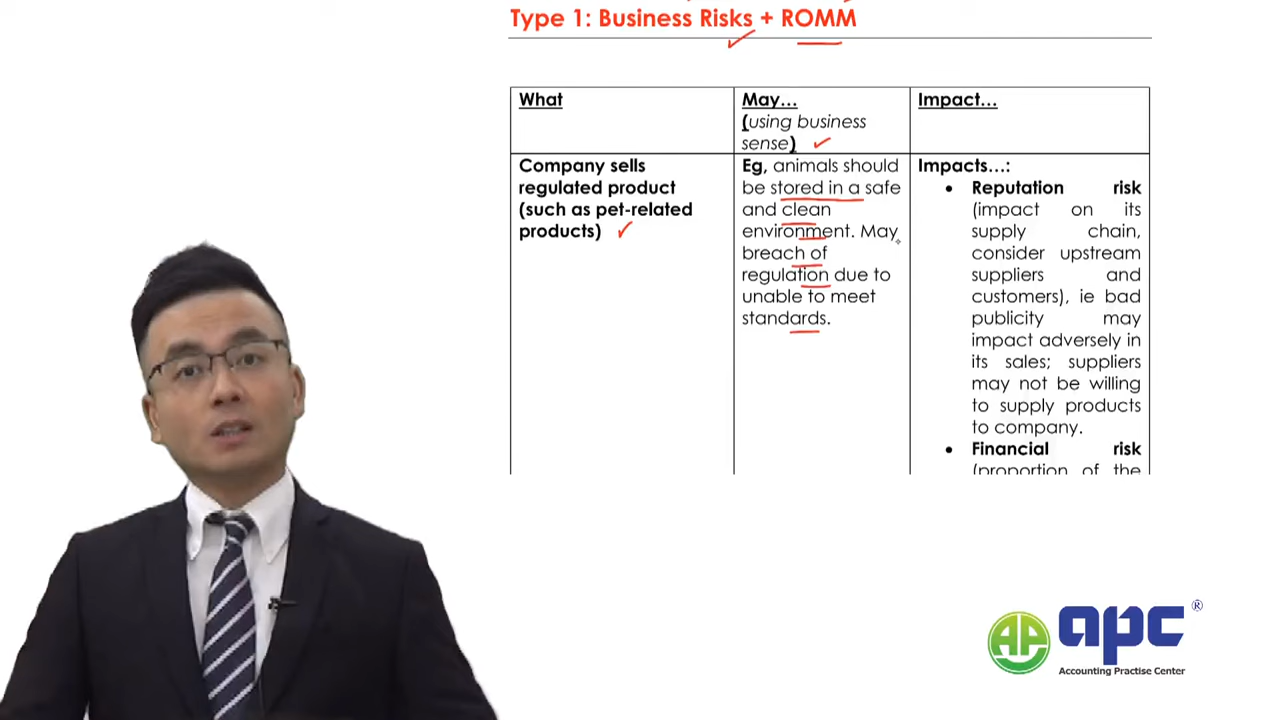 Type 1: Business Risks + ROMM
What
May…
(using business
sense)
Impact…
Company sells
regulated product
(such as pet-related
products)
Eg, animals should
be stored in a safe
and clean
environment. May
breach of
regulation due to
unable to meet
standards.
Impacts…:
• Reputation risk
(impact on its
supply chain,
consider upstream
suppliers and
customers), ie bad
publicity may
impact adversely in
its sales; suppliers
may not be willing
to supply products
to company.
• Financial risk
(proportion of the
AP apc ®
Accounting Practise Center